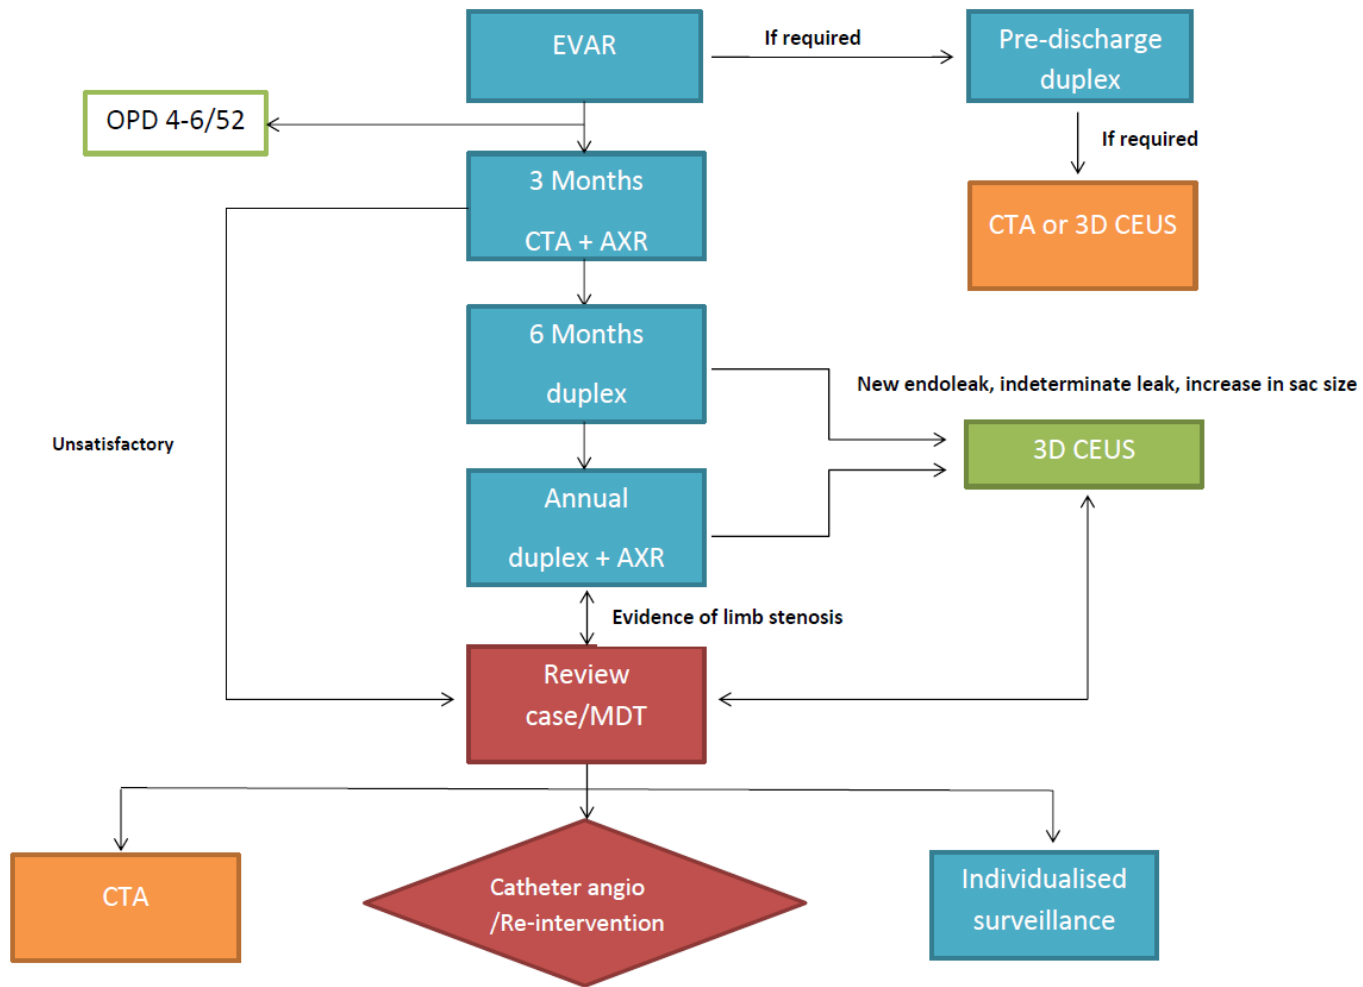 EVAR
If required
Pre-discharge
duplex
OPD 4-6/52
If required
3 Months
CTA + AXR
CTA or 3D CEUS
6 Months
duplex
New endoleak, indeterminate leak, increase in sac size
Unsatisfactory
3D CEUS
Annual
duplex + AXR
Evidence of limb stenosis
Review
case/MDT
CTA
Catheter angio
/Re-intervention
Individualised
surveillance